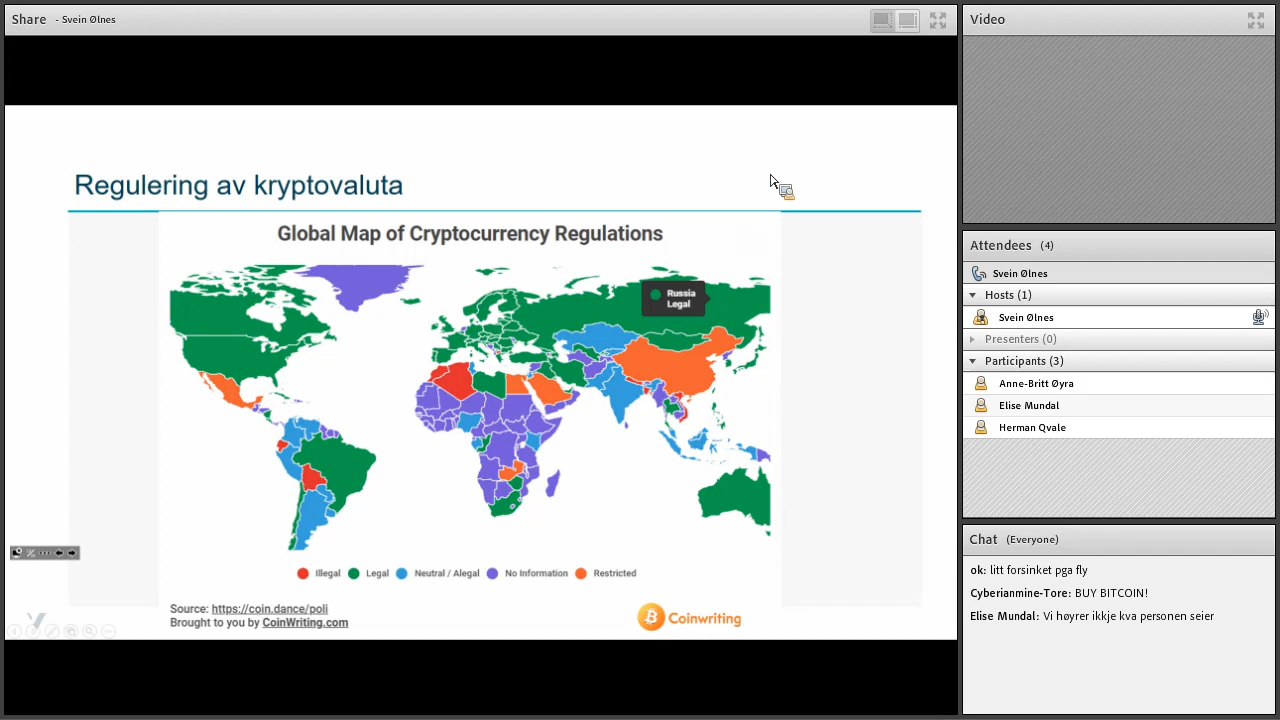 Share - Svein Ølnes
Regulering av kryptovaluta
Global Map of Cryptocurrency Regulations
Russia
Legal
Illegal Legal Neutral / Alegal No Information Restricted
Source: https://coin.dance/poli
Brought to you by CoinWriting.com
Coinwriting
Video
Attendees (4)
Svein Ølnes
Hosts (1)
Svein Ølnes
Presenters (0)
Participants (3)
Anne-Britt Øyra
Elise Mundal
Herman Qvale
Chat (Everyone)
ok: litt forsinket pga fly
Cyberianmine-Tore: BUY BITCOIN!
Elise Mundal: Vi høyrer ikkje kva personen seier